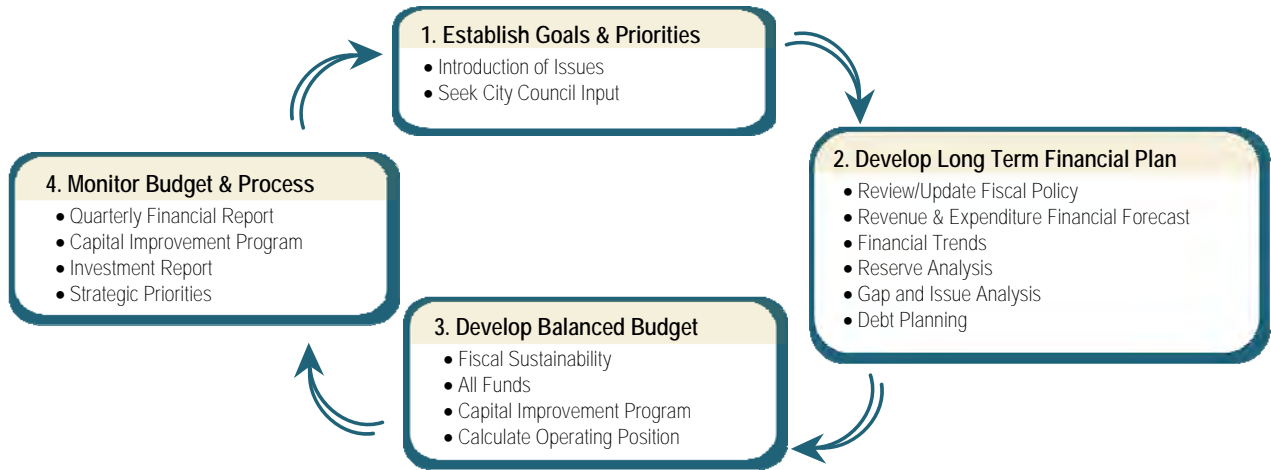 1. Establish Goals & Priorities
• Introduction of Issues
• Seek City Council Input
2. Develop Long Term Financial Plan
• Review/Update Fiscal Policy
• Revenue & Expenditure Financial Forecast
• Financial Trends
• Reserve Analysis
• Gap and Issue Analysis
• Debt Planning
3. Develop Balanced Budget
• Fiscal Sustainability
• All Funds
• Capital Improvement Program
• Calculate Operating Position
4. Monitor Budget & Process
• Quarterly Financial Report
• Capital Improvement Program
• Investment Report
• Strategic Priorities